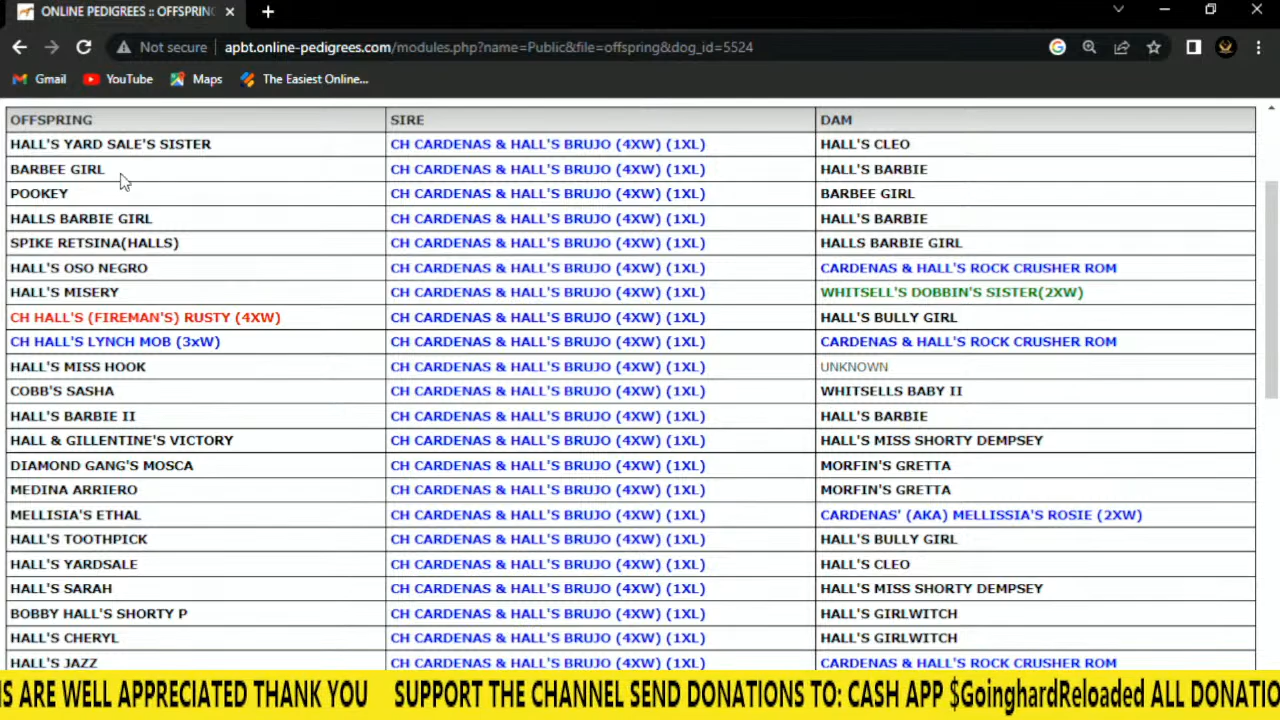 ONLINE PEDIGREES :: OFFSPRING
Not secure apbt.online-pedigrees.com/modules.php?name=Public&file=offspring&dog_id=5524
Gmail YouTube Maps The Easiest Online...
OFFSPRING SIRE DAM
HALL'S YARD SALE'S SISTER CH CARDENAS & HALL'S BRUJO (4XW) (1XL) HALL'S CLEO
BARBEE GIRL CH CARDENAS & HALL'S BRUJO (4XW) (1XL) HALL'S BARBIE
POOKEY CH CARDENAS & HALL'S BRUJO (4XW) (1XL) BARBEE GIRL
HALLS BARBIE GIRL CH CARDENAS & HALL'S BRUJO (4XW) (1XL) HALL'S BARBIE
SPIKE RETSINA(HALLS) CH CARDENAS & HALL'S BRUJO (4XW) (1XL) HALLS BARBIE GIRL
HALL'S OSO NEGRO CH CARDENAS & HALL'S BRUJO (4XW) (1XL) CARDENAS & HALL'S ROCK CRUSHER ROM
HALL'S MISERY CH CARDENAS & HALL'S BRUJO (4XW) (1XL) WHITSELL'S DOBBIN'S SISTER(2XW)
CH HALL'S (FIREMAN'S) RUSTY (4XW) CH CARDENAS & HALL'S BRUJO (4XW) (1XL) HALL'S BULLY GIRL
CH HALL'S LYNCH MOB (3xW) CH CARDENAS & HALL'S BRUJO (4XW) (1XL) CARDENAS & HALL'S ROCK CRUSHER ROM
HALL'S MISS HOOK CH CARDENAS & HALL'S BRUJO (4XW) (1XL) UNKNOWN
COBB'S SASHA CH CARDENAS & HALL'S BRUJO (4XW) (1XL) WHITSELLS BABY II
HALL'S BARBIE II CH CARDENAS & HALL'S BRUJO (4XW) (1XL) HALL'S BARBIE
HALL & GILLENTINE'S VICTORY CH CARDENAS & HALL'S BRUJO (4XW) (1XL) HALL'S MISS SHORTY DEMPSEY
DIAMOND GANG'S MOSCA CH CARDENAS & HALL'S BRUJO (4XW) (1XL) MORFIN'S GRETTA
MEDINA ARRIERO CH CARDENAS & HALL'S BRUJO (4XW) (1XL) MORFIN'S GRETTA
MELLISIA'S ETHAL CH CARDENAS & HALL'S BRUJO (4XW) (1XL) CARDENAS' (AKA) MELLISSIA'S ROSIE (2XW)
HALL'S TOOTHPICK CH CARDENAS & HALL'S BRUJO (4XW) (1XL) HALL'S BULLY GIRL
HALL'S YARDSALE CH CARDENAS & HALL'S BRUJO (4XW) (1XL) HALL'S CLEO
HALL'S SARAH CH CARDENAS & HALL'S BRUJO (4XW) (1XL) HALL'S MISS SHORTY DEMPSEY
BOBBY HALL'S SHORTY P CH CARDENAS & HALL'S BRUJO (4XW) (1XL) HALL'S GIRLWITCH
HALL'S CHERYL CH CARDENAS & HALL'S BRUJO (4XW) (1XL) HALL'S GIRLWITCH
HALL'S JAZZ CH CARDENAS & HALL'S BRUJO (4XW) (1XL) CARDENAS & HALL'S ROCK CRUSHER ROM
NS ARE WELL APPRECIATED THANK YOU SUPPORT THE CHANNEL SEND DONATIONS TO: CASH APP $GoinghardReloaded ALL DONATIO